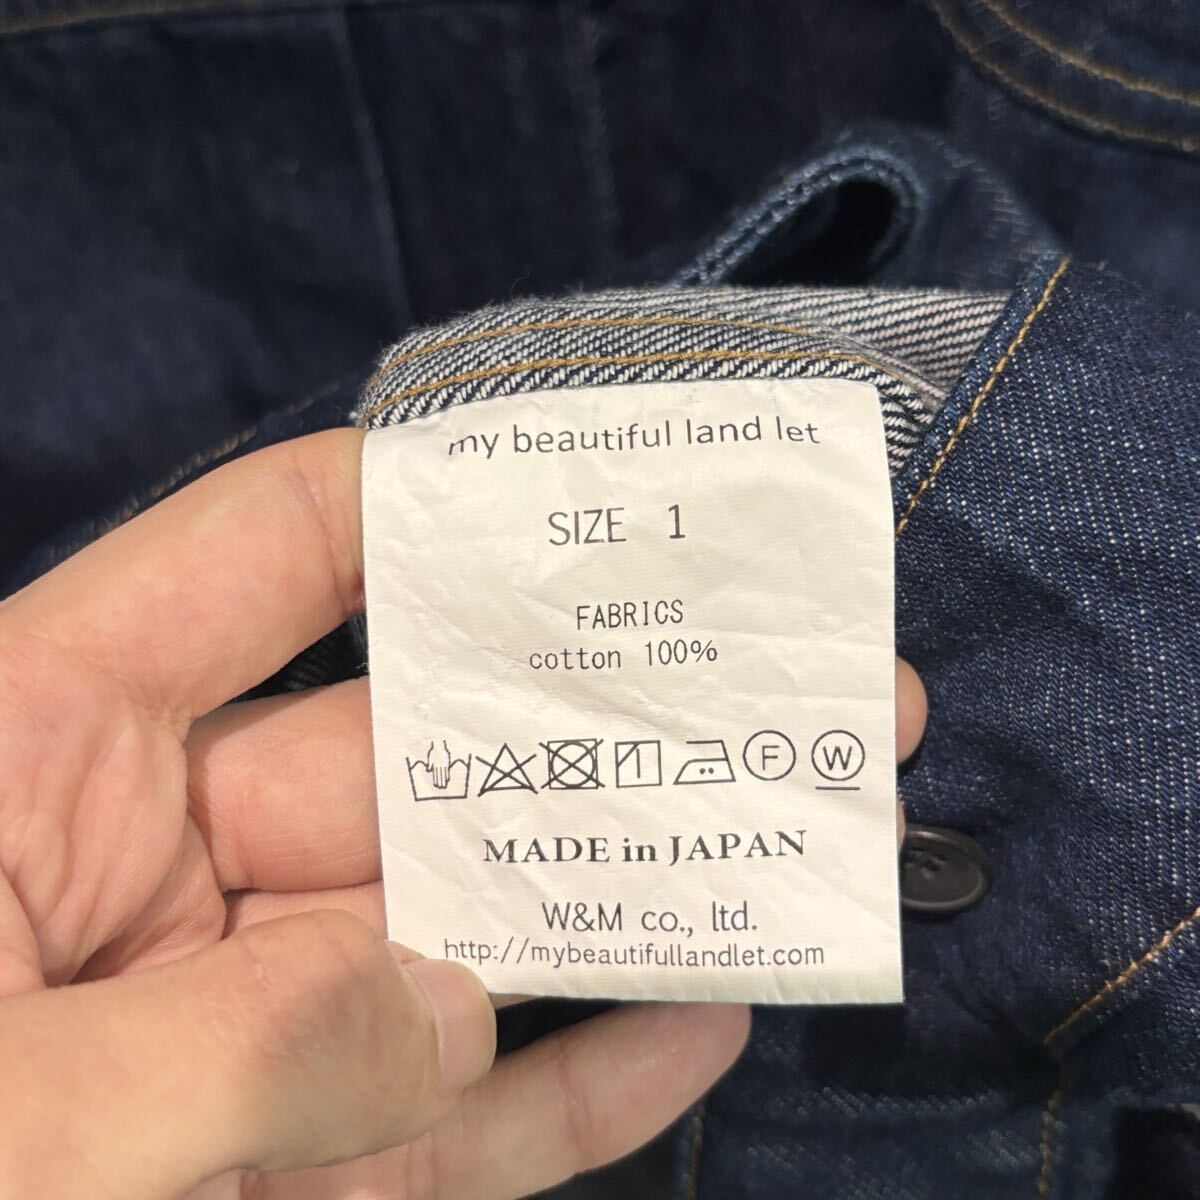 my beautiful land let
SIZE 1
FABRICS
cotton 100%
F W
MADE in JAPAN
W&M co., ltd.
http://mybeautifullandlet.com